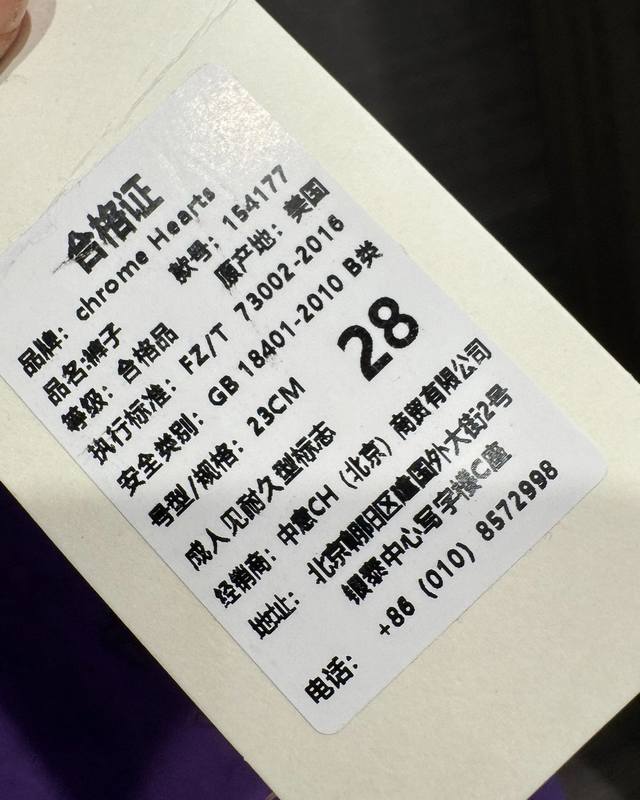 合格证
品牌：chrome Hearts
款号：154177
品名:裤子
原产地：美国
等级：合格品
执行标准：FZ/T 73002-2016
安全类别：GB 18401-2010 B类
号型/规格：23CM
28
成人见耐久型标志
经销商：中意CH（北京）商贸有限公司
地址：北京朝阳区建国外大街2号
银泰中心写字楼C座
电话：+86 (010) 8572998